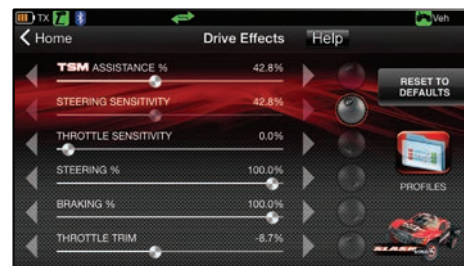 TX Veh
Home Drive Effects Help
TSM ASSISTANCE % 42.8%
STEERING SENSITIVITY 42.8%
THROTTLE SENSITIVITY 0.0%
STEERING % 100.0%
BRAKING % 100.0%
THROTTLE TRIM -8.7%
RESET TO
DEFAULTS
PROFILES
SLASH